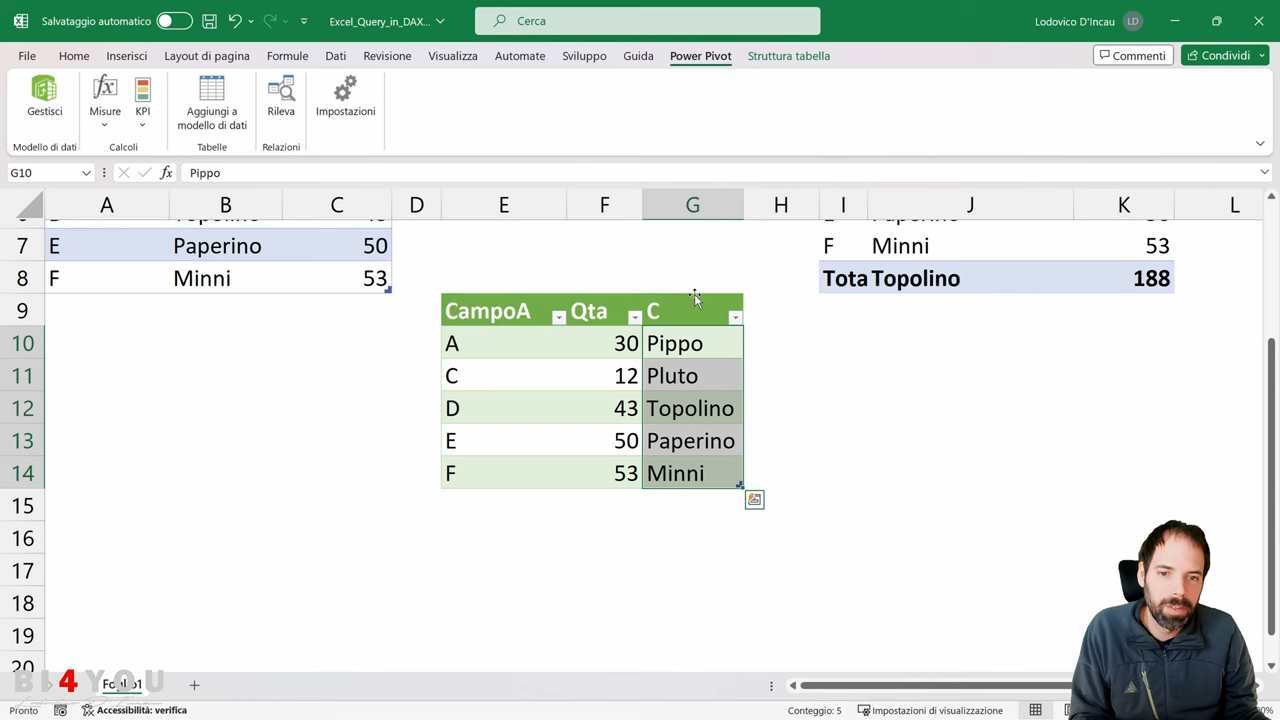 Salvataggio automatico Excel_Query_in_DAX... Cerca Lodovico D'Incau LD
File Home Inserisci Layout di pagina Formule Dati Revisione Visualizza Automate Sviluppo Guida Power Pivot Struttura tabella Commenti Condividi
Gestisci Misure KPI Aggiungi a modello di dati Rileva Impostazioni
Modello di dati Calcoli Tabelle Relazioni
G10 fx Pippo
A B C D E F G H I J K L
7 E Paperino 50 F Minni 53
8 F Minni 53 Tota Topolino 188
9 CampoA Qta C
10 A 30 Pippo
11 C 12 Pluto
12 D 43 Topolino
13 E 50 Paperino
14 F 53 Minni
15
16
17
18
19
20
BI4YOU
Pronto Accessibilità: verifica Conteggio: 5 Impostazioni di visualizzazione